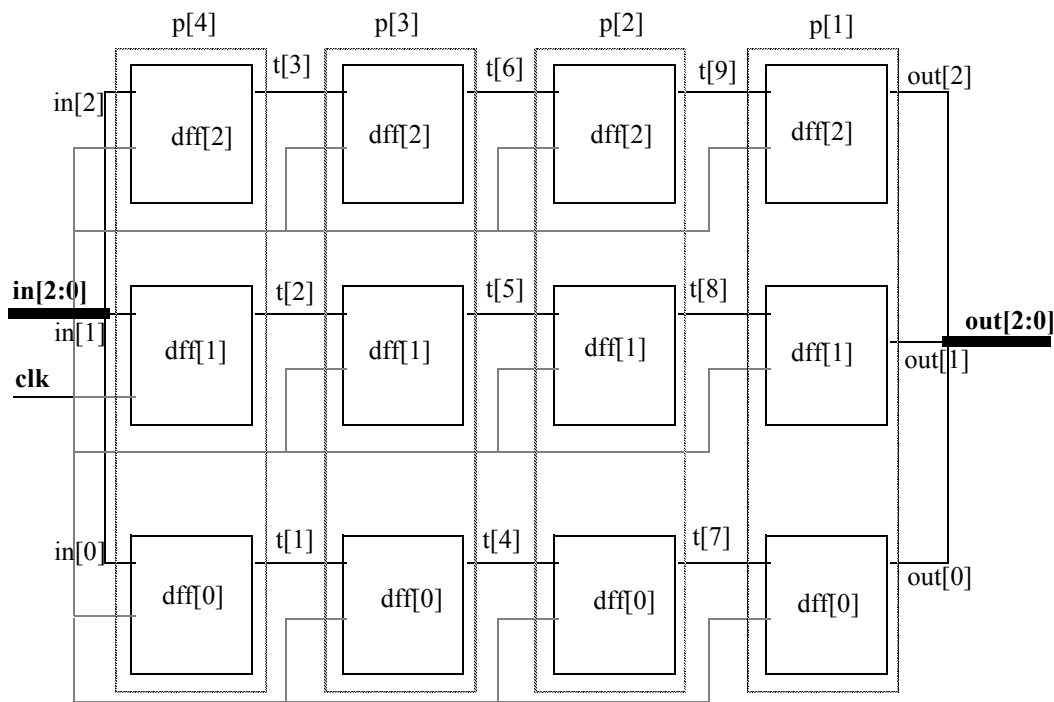 p[4] p[3] p[2] p[1]
t[3] t[6] t[9] out[2]
in[2]
dff[2] dff[2] dff[2] dff[2]
in[2:0] t[2] t[5] t[8] out[2:0]
in[1]
dff[1] dff[1] dff[1] dff[1] out[1]
clk
in[0] t[1] t[4] t[7] out[0]
dff[0] dff[0] dff[0] dff[0]